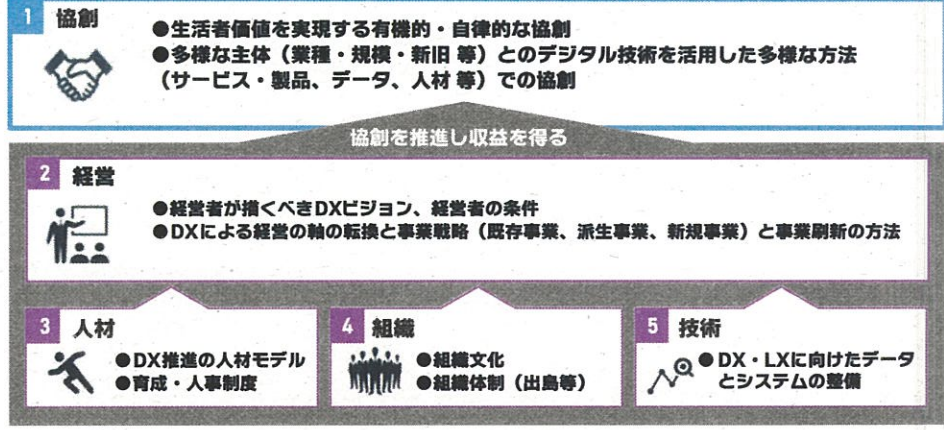 1 協創
●生活者価値を実現する有機的・自律的な協創
●多様な主体（業種・規模・新旧 等）とのデジタル技術を活用した多様な方法
（サービス・製品、データ、人材 等）での協創
協創を推進し収益を得る
2 経営
●経営者が描くべきDXビジョン、経営者の条件
●DXによる経営の軸の転換と事業戦略（既存事業、派生事業、新規事業）と事業刷新の方法
3 人材
●DX推進の人材モデル
●育成・人事制度
4 組織
●組織文化
●組織体制（出島等）
5 技術
●DX・LXに向けたデータ
とシステムの整備